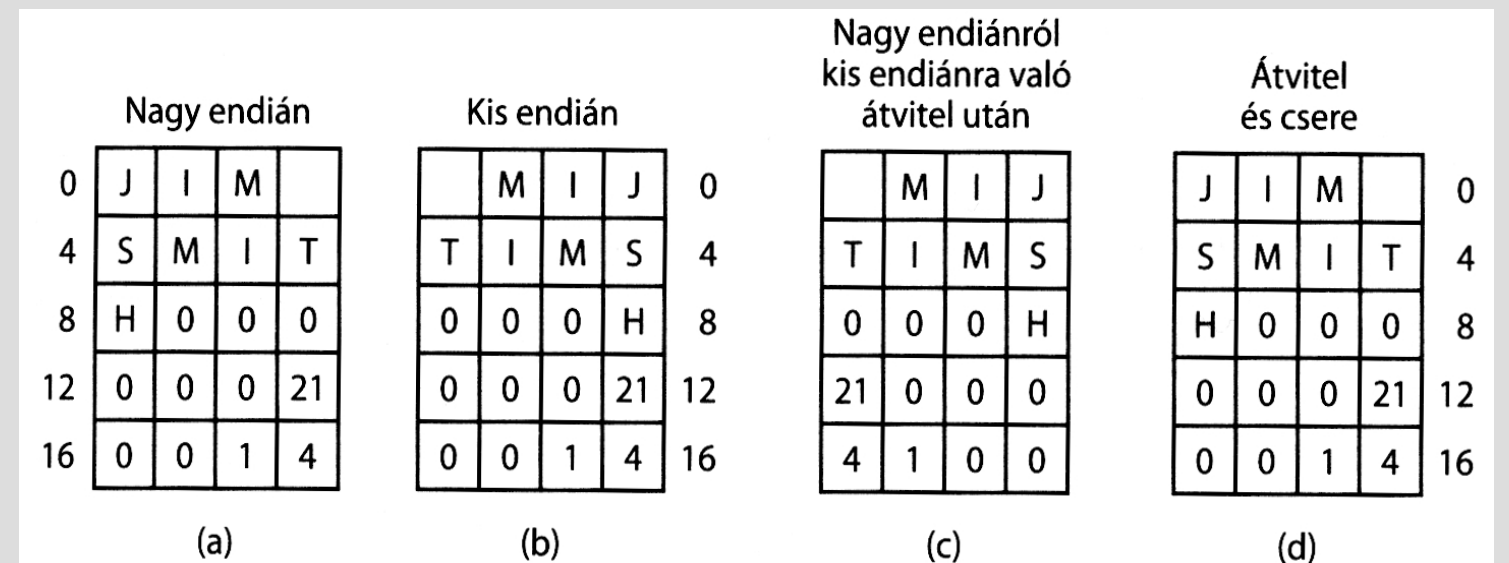 Nagy endián
0 J I M
4 S M I T
8 H 0 0 0
12 0 0 0 21
16 0 0 1 4
(a)
Kis endián
M I J 0
T I M S 4
0 0 0 H 8
0 0 0 21 12
0 0 1 4 16
(b)
Nagy endiánról
kis endiánra való
átvitel után
M I J
T I M S
0 0 0 H
21 0 0 0
4 1 0 0
(c)
Átvitel
és csere
J I M 0
S M I T 4
H 0 0 0 8
0 0 0 21 12
0 0 1 4 16
(d)